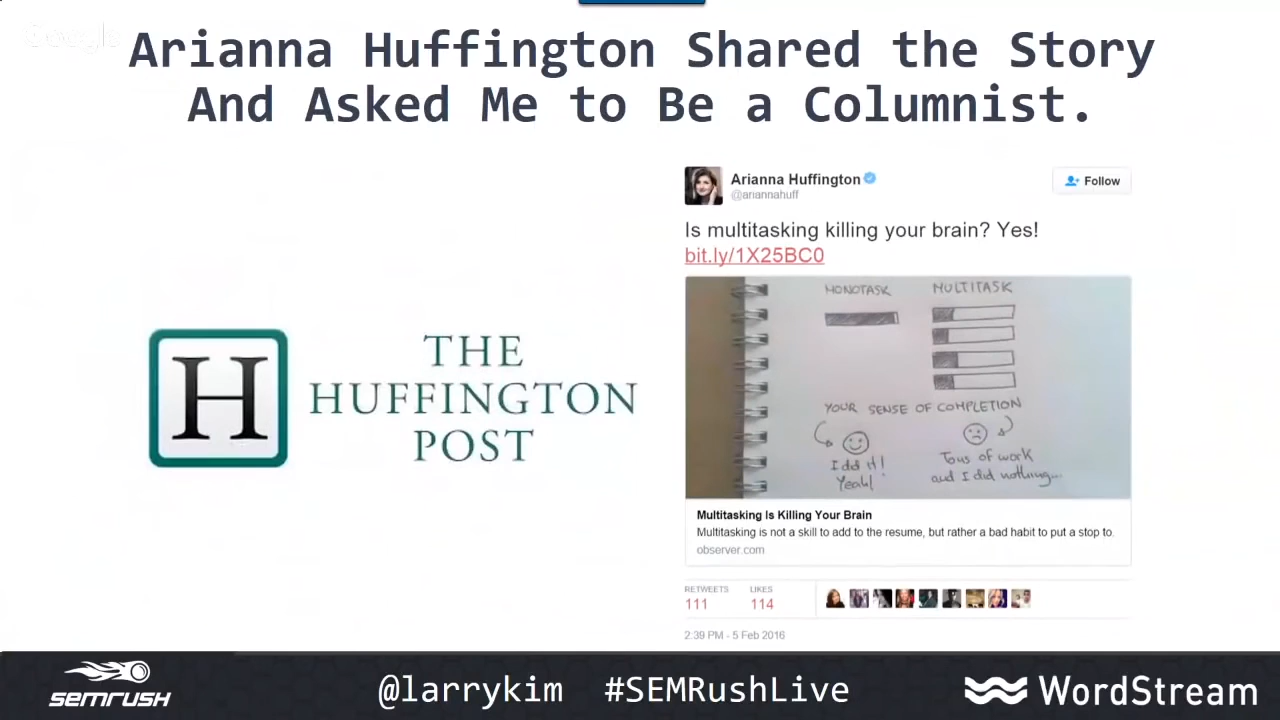 Google
Arianna Huffington Shared the Story
And Asked Me to Be a Columnist.
Arianna Huffington
@ariannahuff
Follow
Is multitasking killing your brain? Yes!
bit.ly/1X25BC0
MONOTASK MULTITASK
YOUR SENSE OF COMPLETION
I did it!
Yeah!
Tons of work
and I did nothing...
H
THE
HUFFINGTON
POST
Multitasking Is Killing Your Brain
Multitasking is not a skill to add to the resume, but rather a bad habit to put a stop to.
observer.com
RETWEETS LIKES
111 114
2:39 PM - 5 Feb 2016
SEMRUSH
@larrykim #SEMRushLive
WordStream